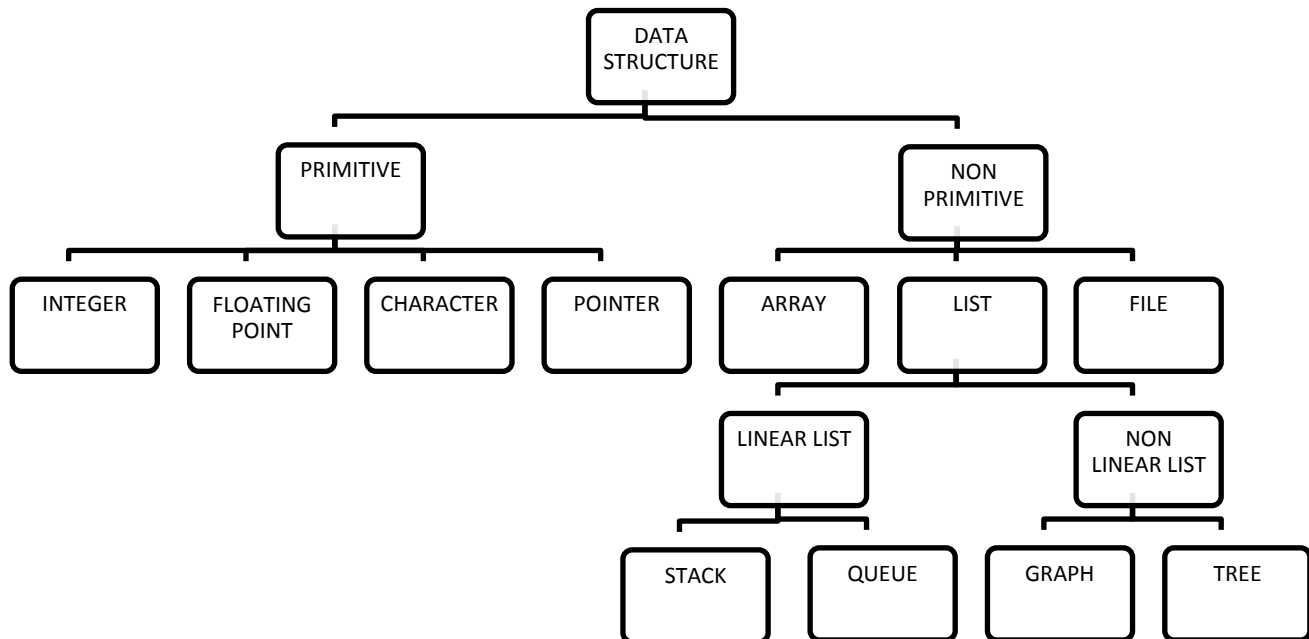 DATA
STRUCTURE
PRIMITIVE
NON
PRIMITIVE
INTEGER
FLOATING
POINT
CHARACTER
POINTER
ARRAY
LIST
FILE
LINEAR LIST
NON
LINEAR LIST
STACK
QUEUE
GRAPH
TREE